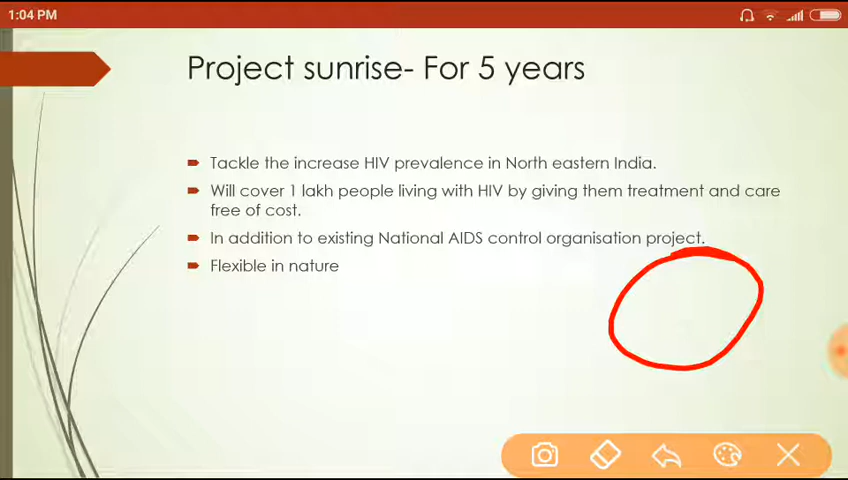 1:04 PM
Project sunrise- For 5 years
Tackle the increase HIV prevalence in North eastern India.
Will cover 1 lakh people living with HIV by giving them treatment and care
free of cost.
In addition to existing National AIDS control organisation project.
Flexible in nature